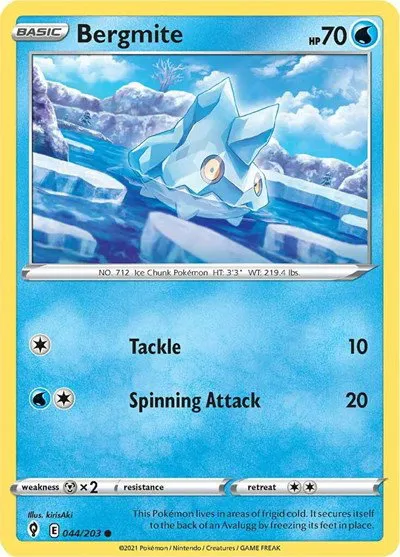 BASIC Bergmite HP70
NO. 712 Ice Chunk Pokémon HT: 3'3" WT: 219.4 lbs.
Tackle 10
Spinning Attack 20
weakness ×2 resistance retreat
Illus. kirisAki
This Pokémon lives in areas of frigid cold. It secures itself
to the back of an Avalugg by freezing its feet in place.
E 044/203
©2021 Pokémon / Nintendo / Creatures / GAME FREAK